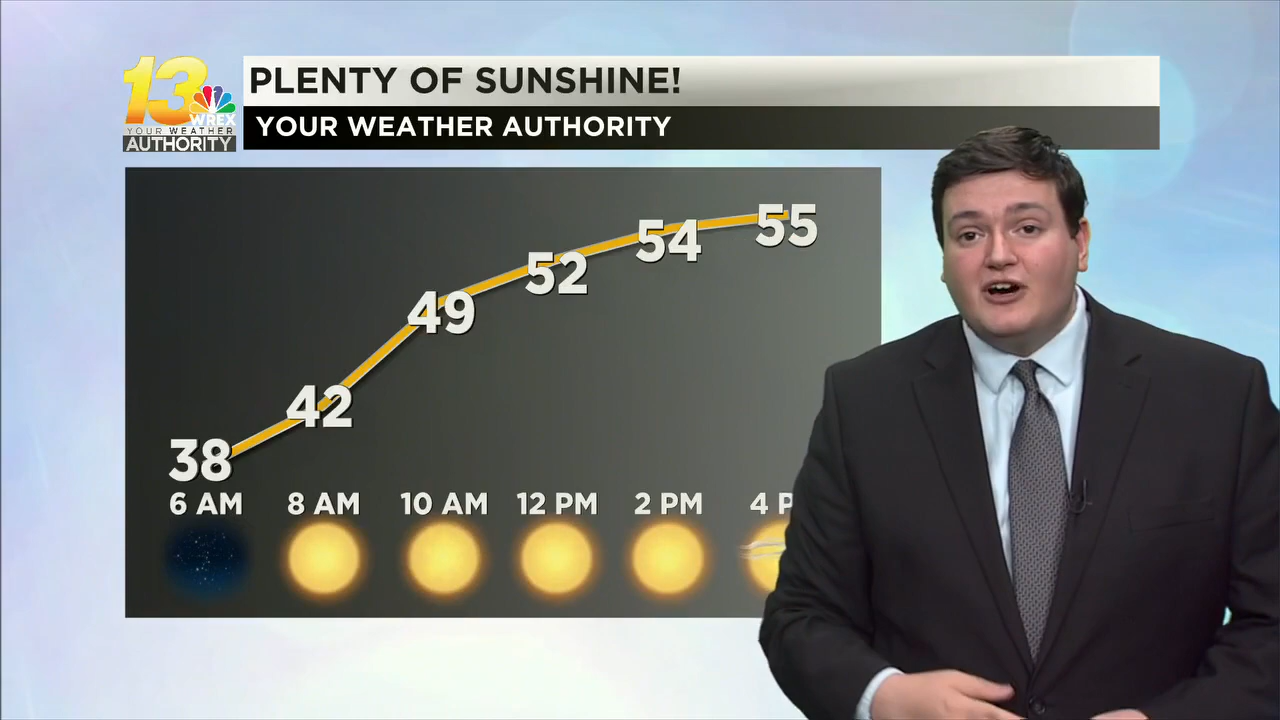 13
WREX
YOUR WEATHER
AUTHORITY
PLENTY OF SUNSHINE!
YOUR WEATHER AUTHORITY
38 42 49 52 54 55
6 AM 8 AM 10 AM 12 PM 2 PM 4 P